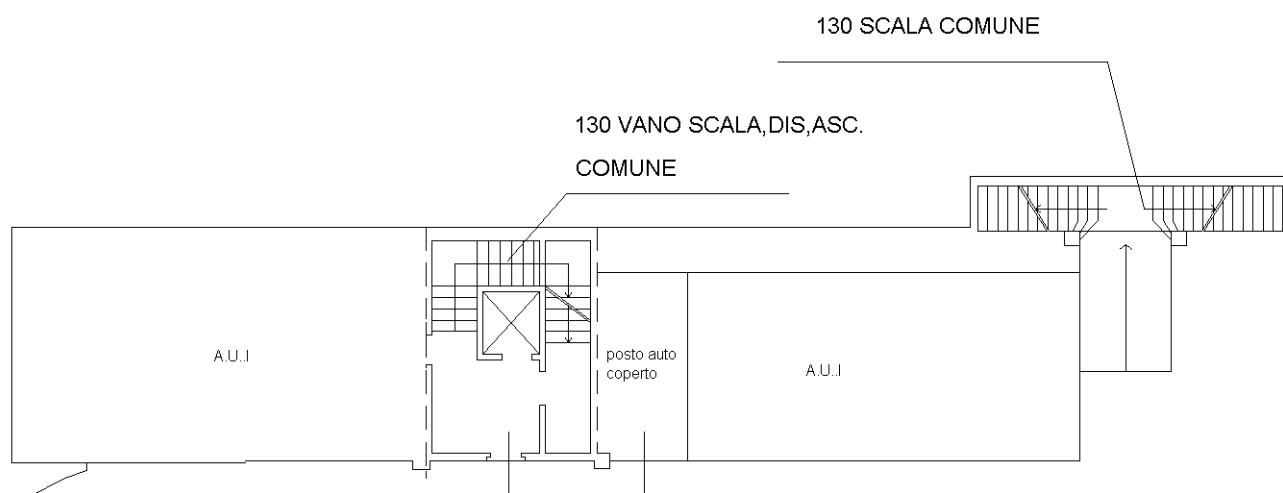 130 SCALA COMUNE
130 VANO SCALA,DIS,ASC.
COMUNE
A.U..I
posto auto
coperto
A.U..I